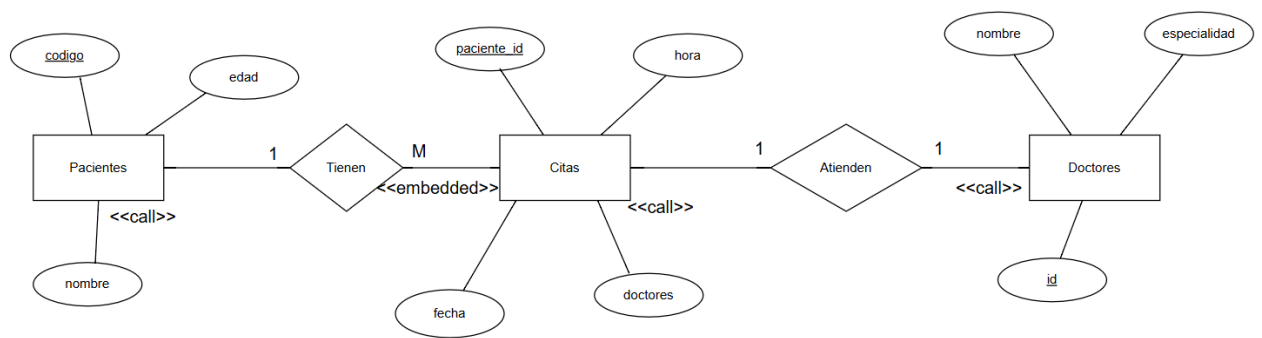 codigo
edad
Pacientes
<<call>>
nombre
1
Tienen
M
<<embedded>>
paciente_id
hora
Citas
<<call>>
fecha
doctores
1
Atienden
1
<<call>>
nombre
especialidad
Doctores
id